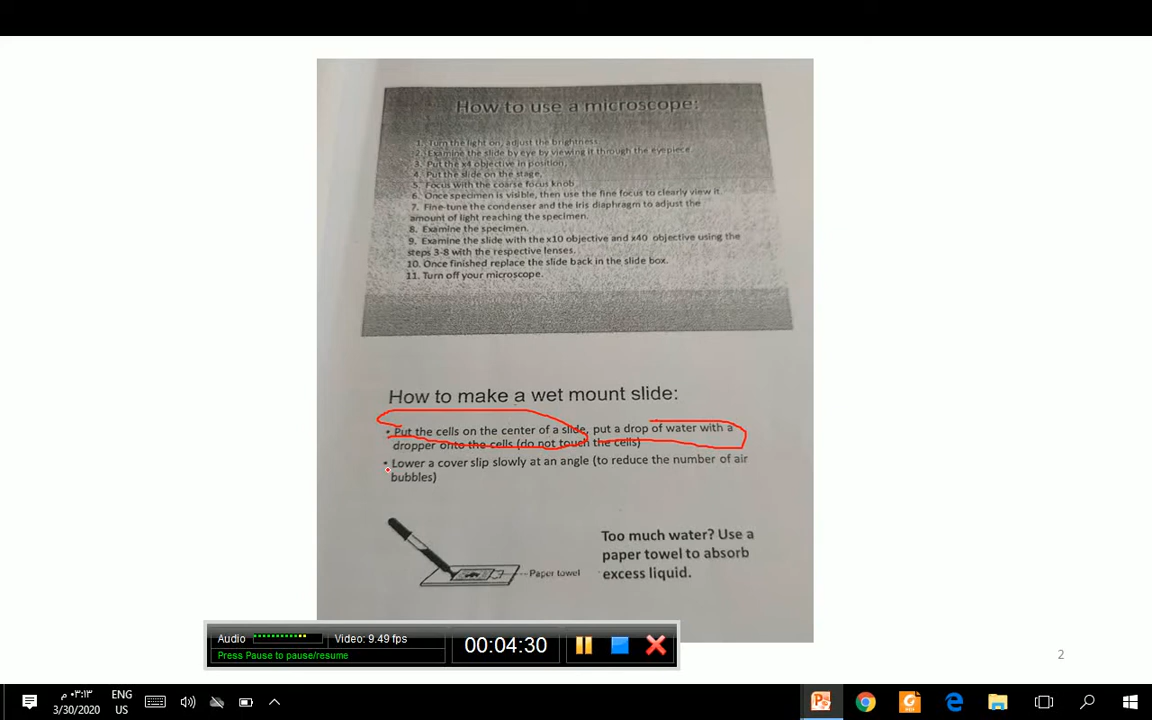 How to use a microscope:
1. Turn the light on, adjust the brightness.
2. Examine the slide by eye by viewing it through the eyepiece.
3. Put the x4 objective in position.
4. Put the slide on the stage.
5. Focus with the coarse focus knob.
6. Once specimen is visible, then use the fine focus to clearly view it.
7. Fine-tune the condenser and the iris diaphragm to adjust the
amount of light reaching the specimen.
8. Examine the specimen.
9. Examine the slide with the x10 objective and x40 objective using the
steps 3-8 with the respective lenses.
10. Once finished replace the slide back in the slide box.
11. Turn off your microscope.
How to make a wet mount slide:
• Put the cells on the center of a slide, put a drop of water with a
dropper onto the cells (do not touch the cells)
• Lower a cover slip slowly at an angle (to reduce the number of air
bubbles)
Paper towel
Too much water? Use a
paper towel to absorb
excess liquid.
Audio
Video: 9.49 fps
Press Pause to pause/resume
00:04:30
2
م ٠٣:١٣
3/30/2020
ENG
US